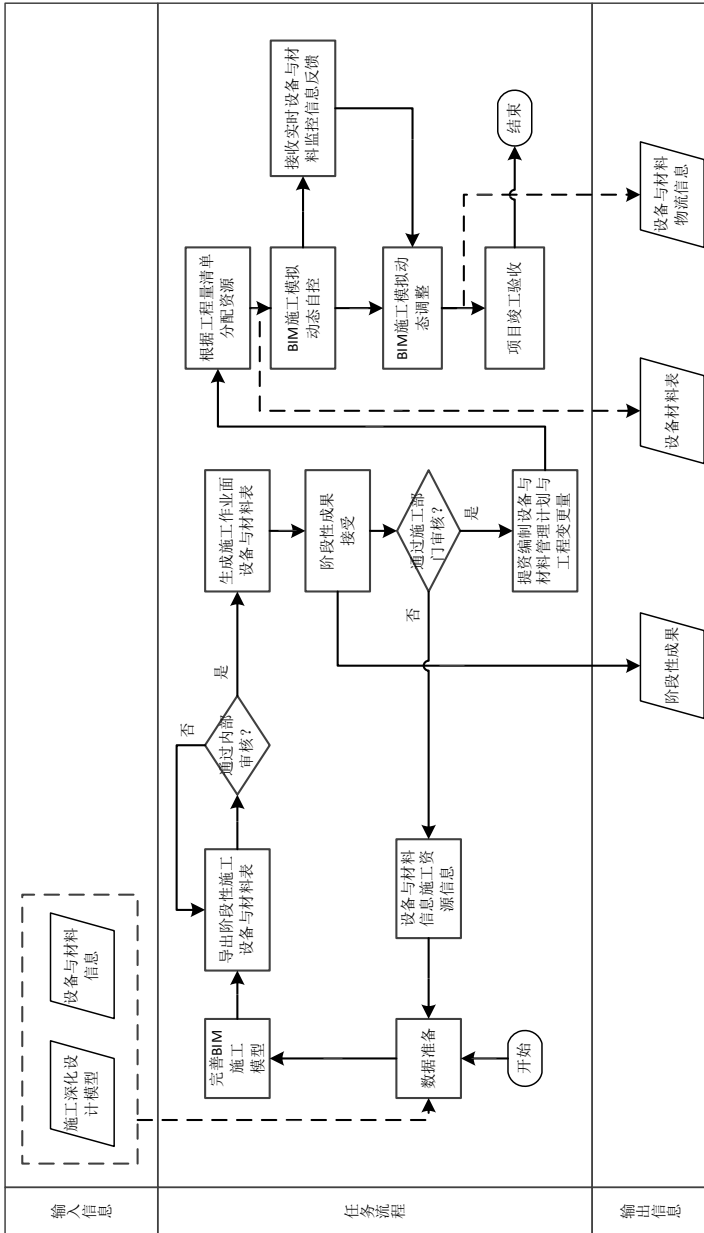 输入
信息
施工深化设
计模型
设备与材料
信息
任务
流程
开始
数据准备
完善BIM
施工
模型
导出阶段性施工
设备与材料表
通过内部
审核？
否
是
生成施工作业面
设备与材料表
阶段性成果
接受
通过施工部
门审核？
否
是
设备与材料
信息施工资
源信息
提资编制设备与
材料管理计划与
工程变更量
根据工程量清单
分配资源
BIM施工模拟
动态自控
接收实时设备与材
料监控信息反馈
BIM施工模拟动
态调整
项目竣工验收
结束
输出
信息
阶段性成果
设备材料表
设备与材料
物流信息